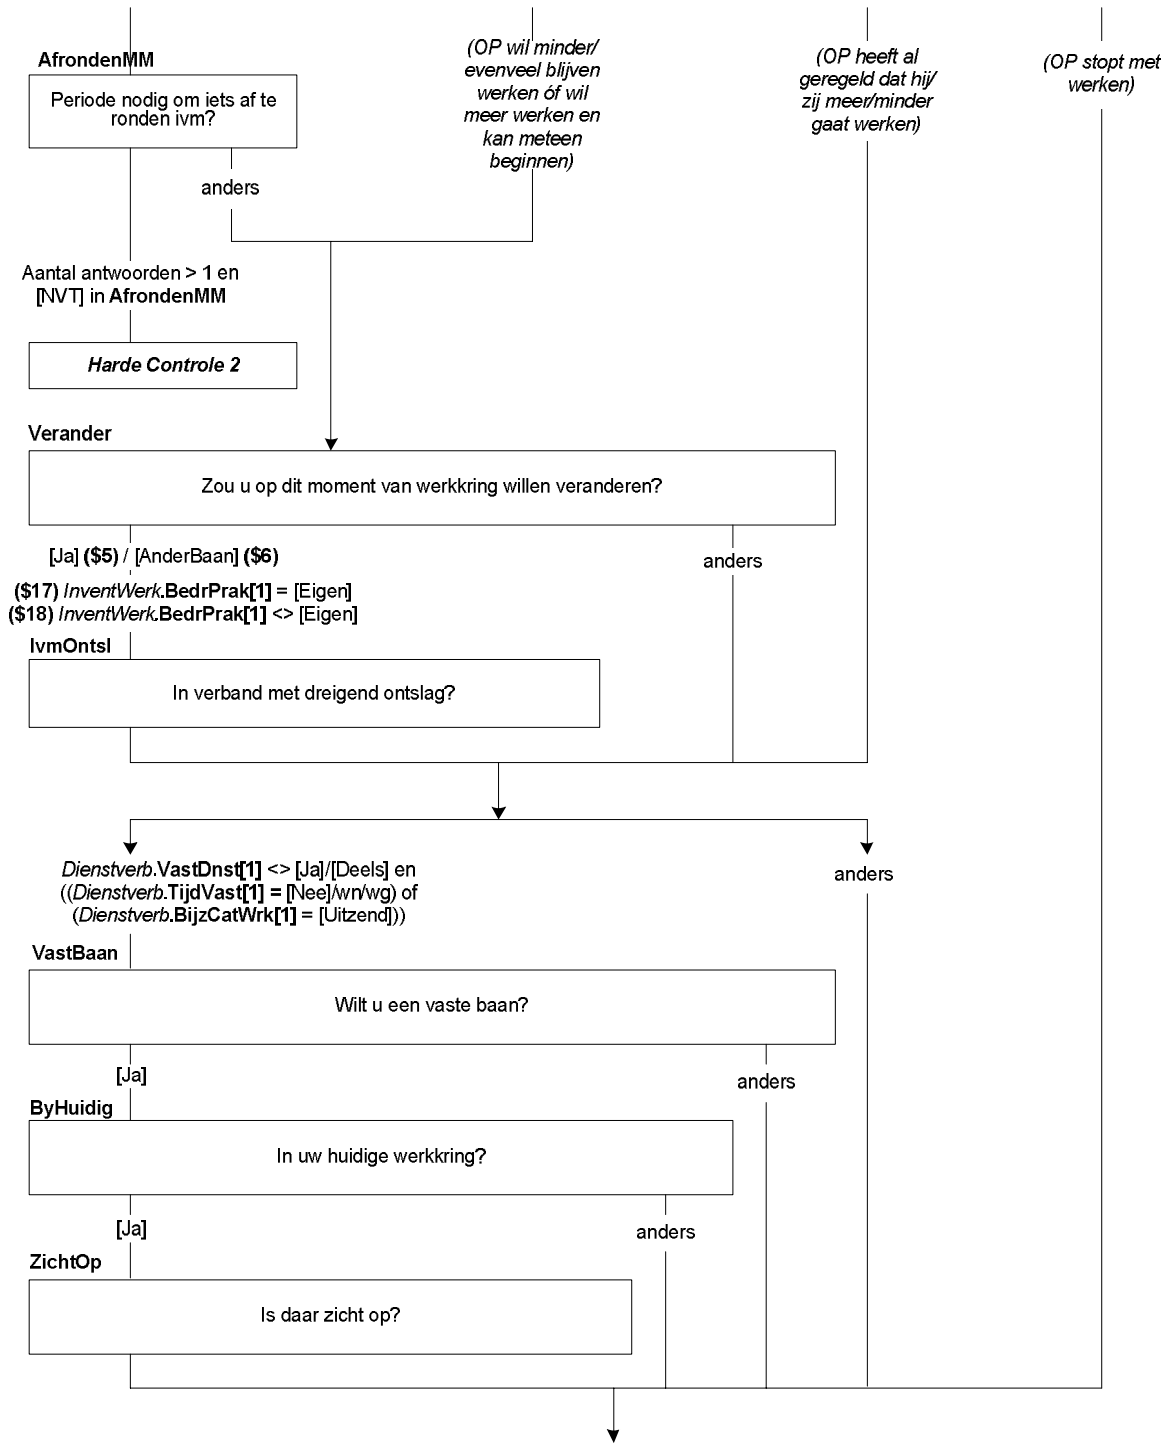 AfrondenMM
Periode nodig om iets af te
ronden ivm?
(OP wil minder/
evenveel blijven
werken óf wil
meer werken en
kan meteen
beginnen)
(OP heeft al
geregeld dat hij/
zij meer/minder
gaat werken)
(OP stopt met
werken)
anders
Aantal antwoorden > 1 en
[NVT] in AfrondenMM
Harde Controle 2
Verander
Zou u op dit moment van werkkring willen veranderen?
[Ja] ($5) / [AnderBaan] ($6)
anders
($17) InventWerk.BedrPrak[1] = [Eigen]
($18) InventWerk.BedrPrak[1] <> [Eigen]
IvmOntsl
In verband met dreigend ontslag?
Dienstverb.VastDnst[1] <> [Ja]/[Deels] en
((Dienstverb.TijdVast[1] = [Nee]/wn/wg) of
(Dienstverb.BijzCatWrk[1] = [Uitzend]))
anders
VastBaan
Wilt u een vaste baan?
[Ja]
anders
ByHuidig
In uw huidige werkkring?
[Ja]
anders
ZichtOp
Is daar zicht op?